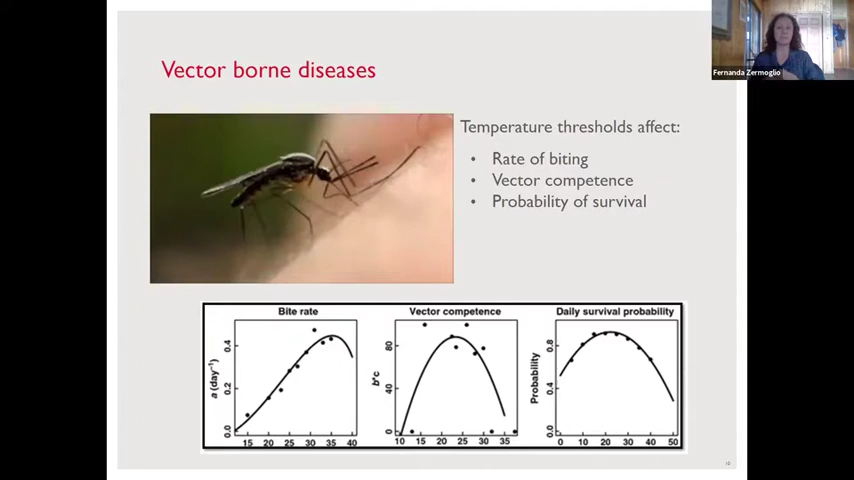 Fernanda Zermoglio
Vector borne diseases
Temperature thresholds affect:
• Rate of biting
• Vector competence
• Probability of survival
Bite rate
a (day⁻¹)
0.0 0.2 0.4
15 20 25 30 35 40
Vector competence
b*c
0 40 80
10 15 20 25 30 35
Daily survival probability
Probability
0.0 0.4 0.8
0 10 20 30 40 50
10